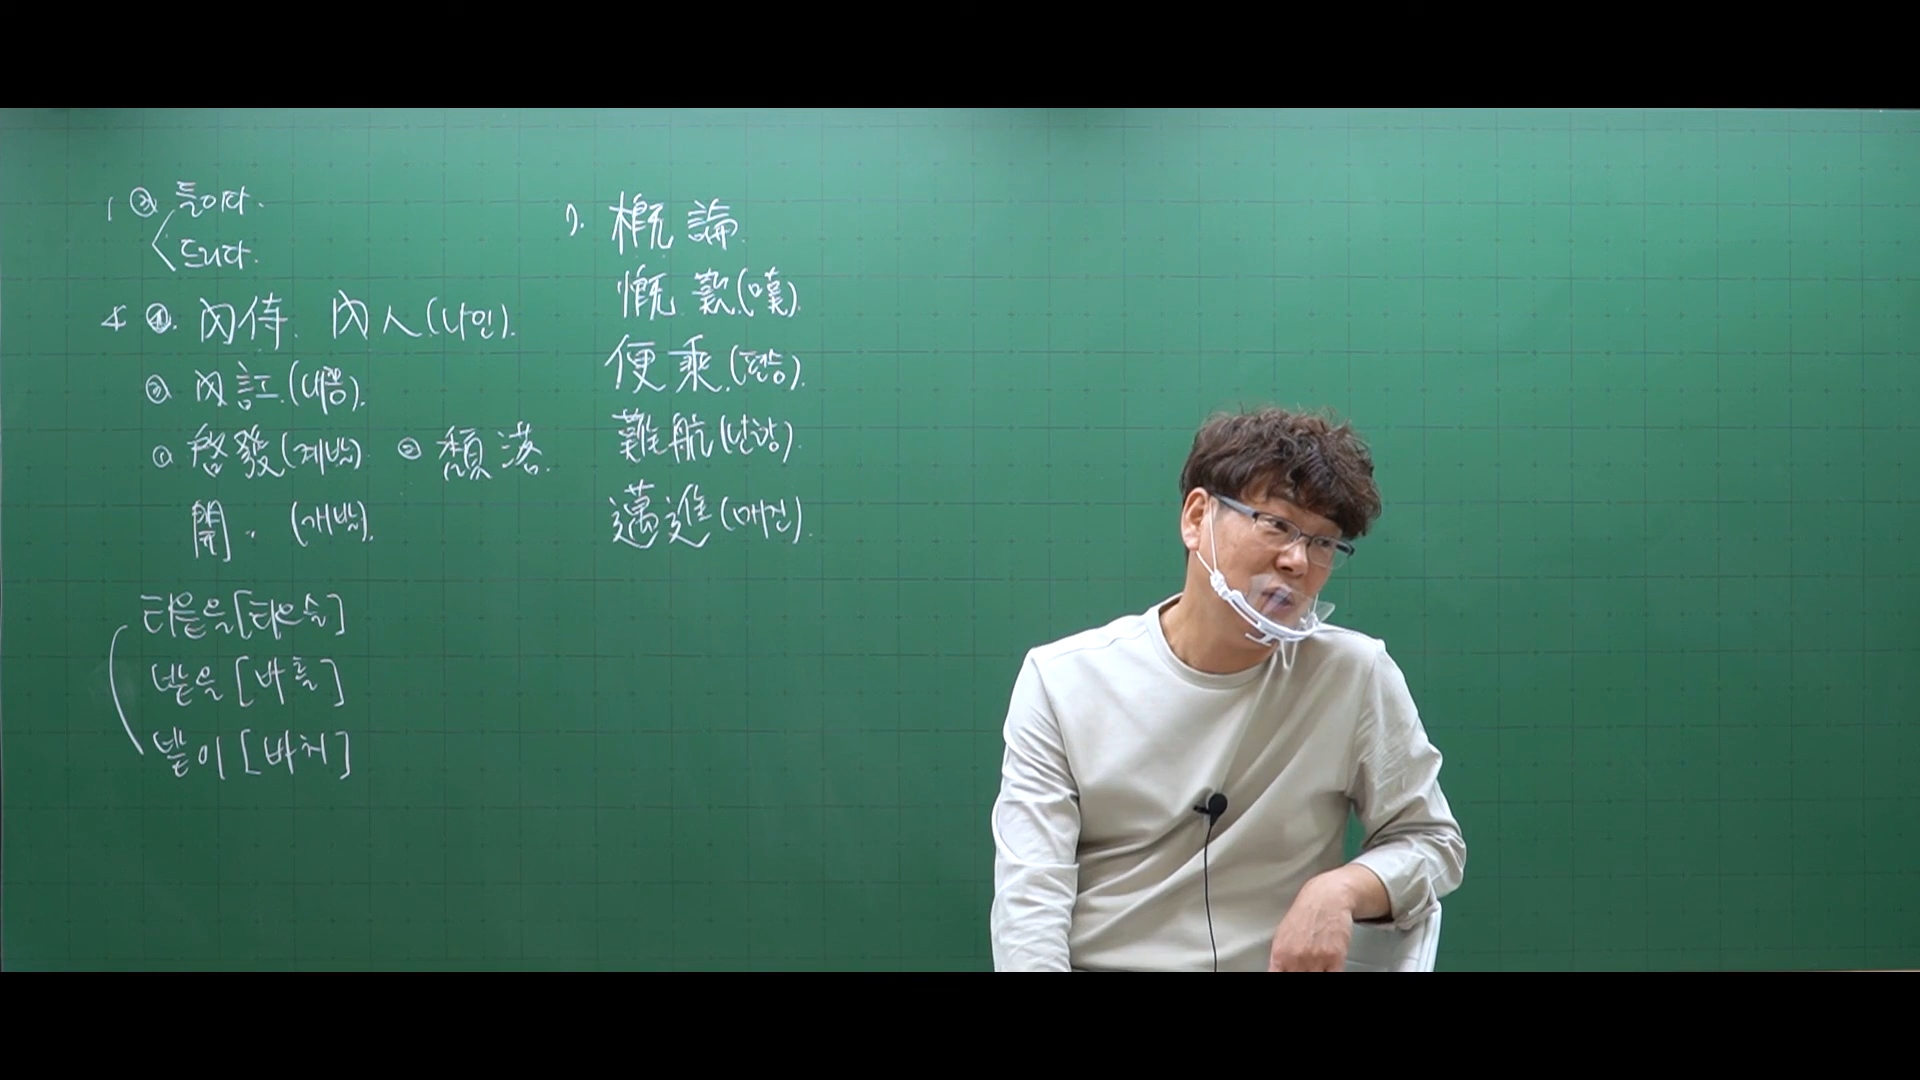 1 ③ 들이다.
드리다.
4 ④. 內侍. 內人(나인).
③ 內訌.(내홍).
① 啓發(계발) ② 頹落.
開 〃 (개발).
티읕을[티으슬]
밭을[바틀]
밭이[바치]
7. 概論.
慨歎(嘆).
便乘.(편승).
難航(난항).
邁進(매진).